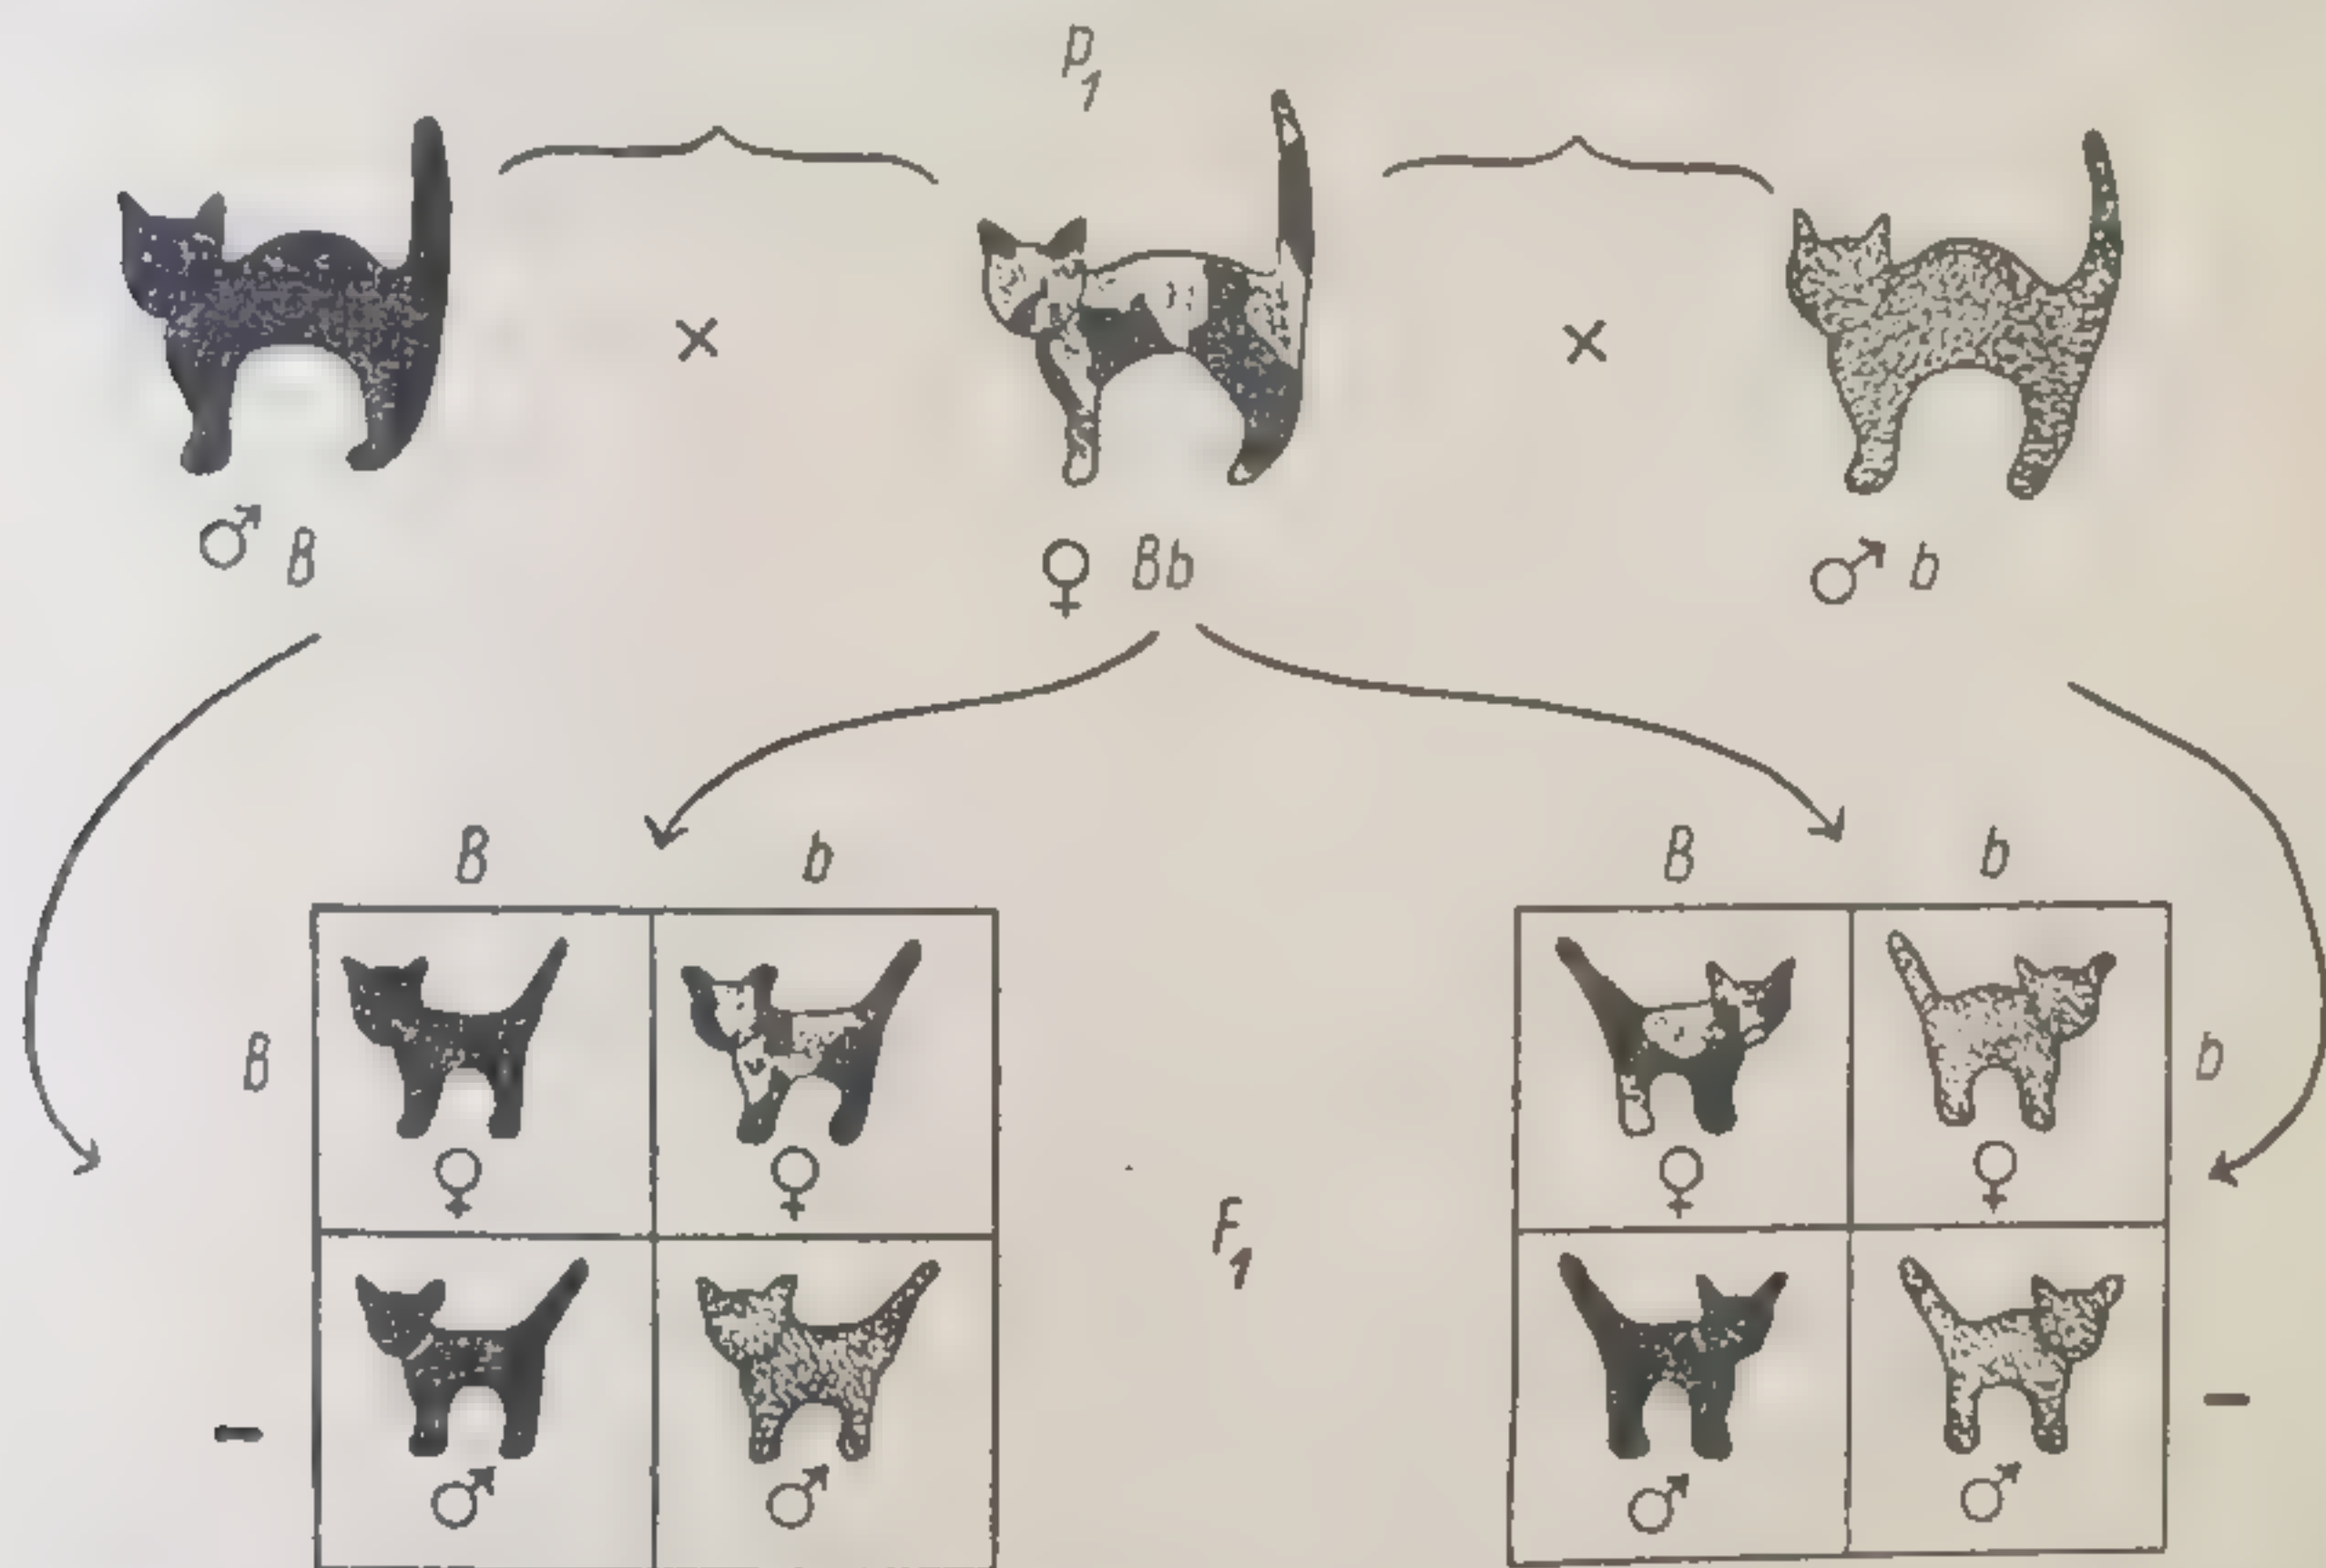 P1
× ×
♂ B ♀ Bb ♂ b
B b B b
B b
F1
– –
♀ ♀ ♀ ♀
♂ ♂ ♂ ♂